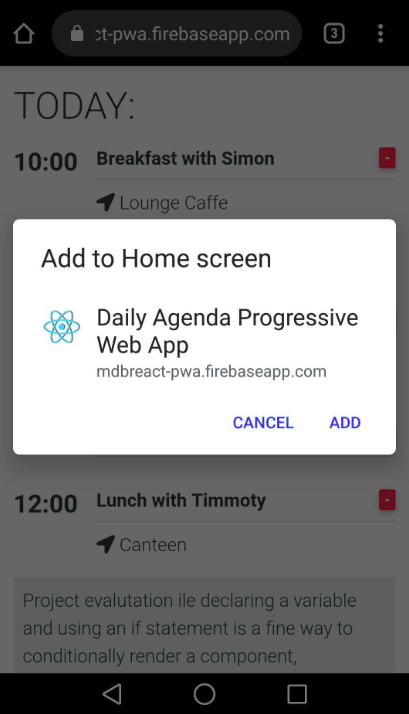 :t-pwa.firebaseapp.com 3
TODAY:
10:00 Breakfast with Simon -
Lounge Caffe
Add to Home screen
Daily Agenda Progressive
Web App
mdbreact-pwa.firebaseapp.com
CANCEL ADD
12:00 Lunch with Timmoty -
Canteen
Project evalutation ile declaring a variable
and using an if statement is a fine way to
conditionally render a component,